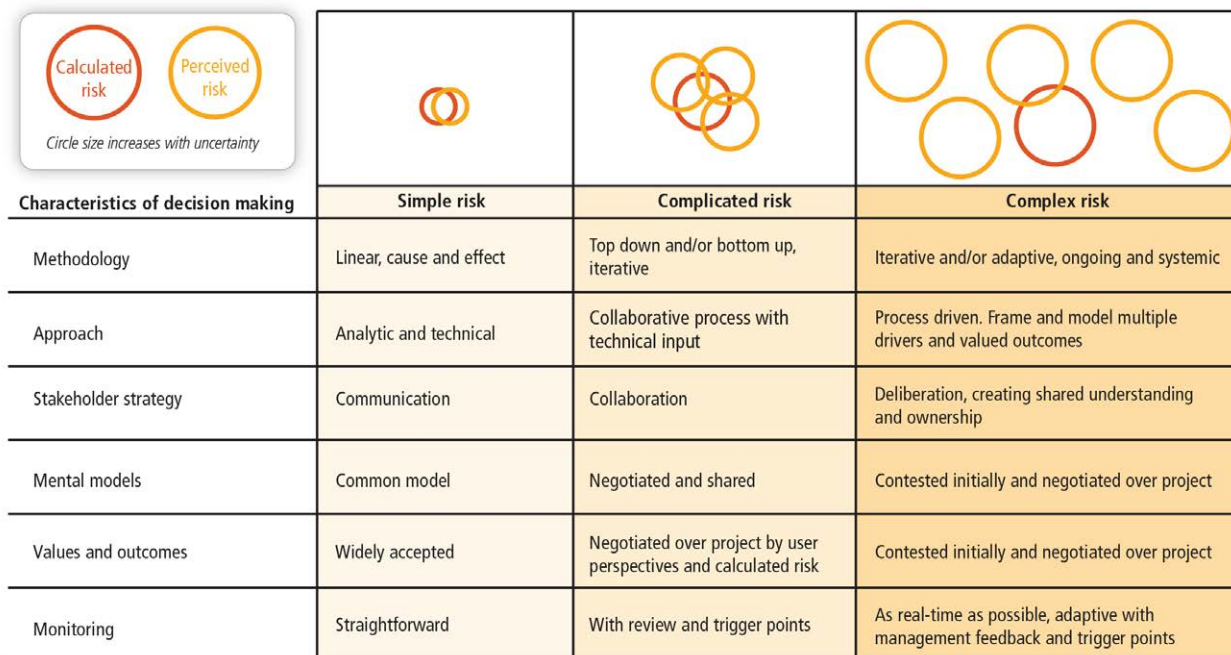 Calculated
risk
Perceived
risk
Circle size increases with uncertainty
Characteristics of decision making
Simple risk
Complicated risk
Complex risk
Methodology
Linear, cause and effect
Top down and/or bottom up,
iterative
Iterative and/or adaptive, ongoing and systemic
Approach
Analytic and technical
Collaborative process with
technical input
Process driven. Frame and model multiple
drivers and valued outcomes
Stakeholder strategy
Communication
Collaboration
Deliberation, creating shared understanding
and ownership
Mental models
Common model
Negotiated and shared
Contested initially and negotiated over project
Values and outcomes
Widely accepted
Negotiated over project by user
perspectives and calculated risk
Contested initially and negotiated over project
Monitoring
Straightforward
With review and trigger points
As real-time as possible, adaptive with
management feedback and trigger points